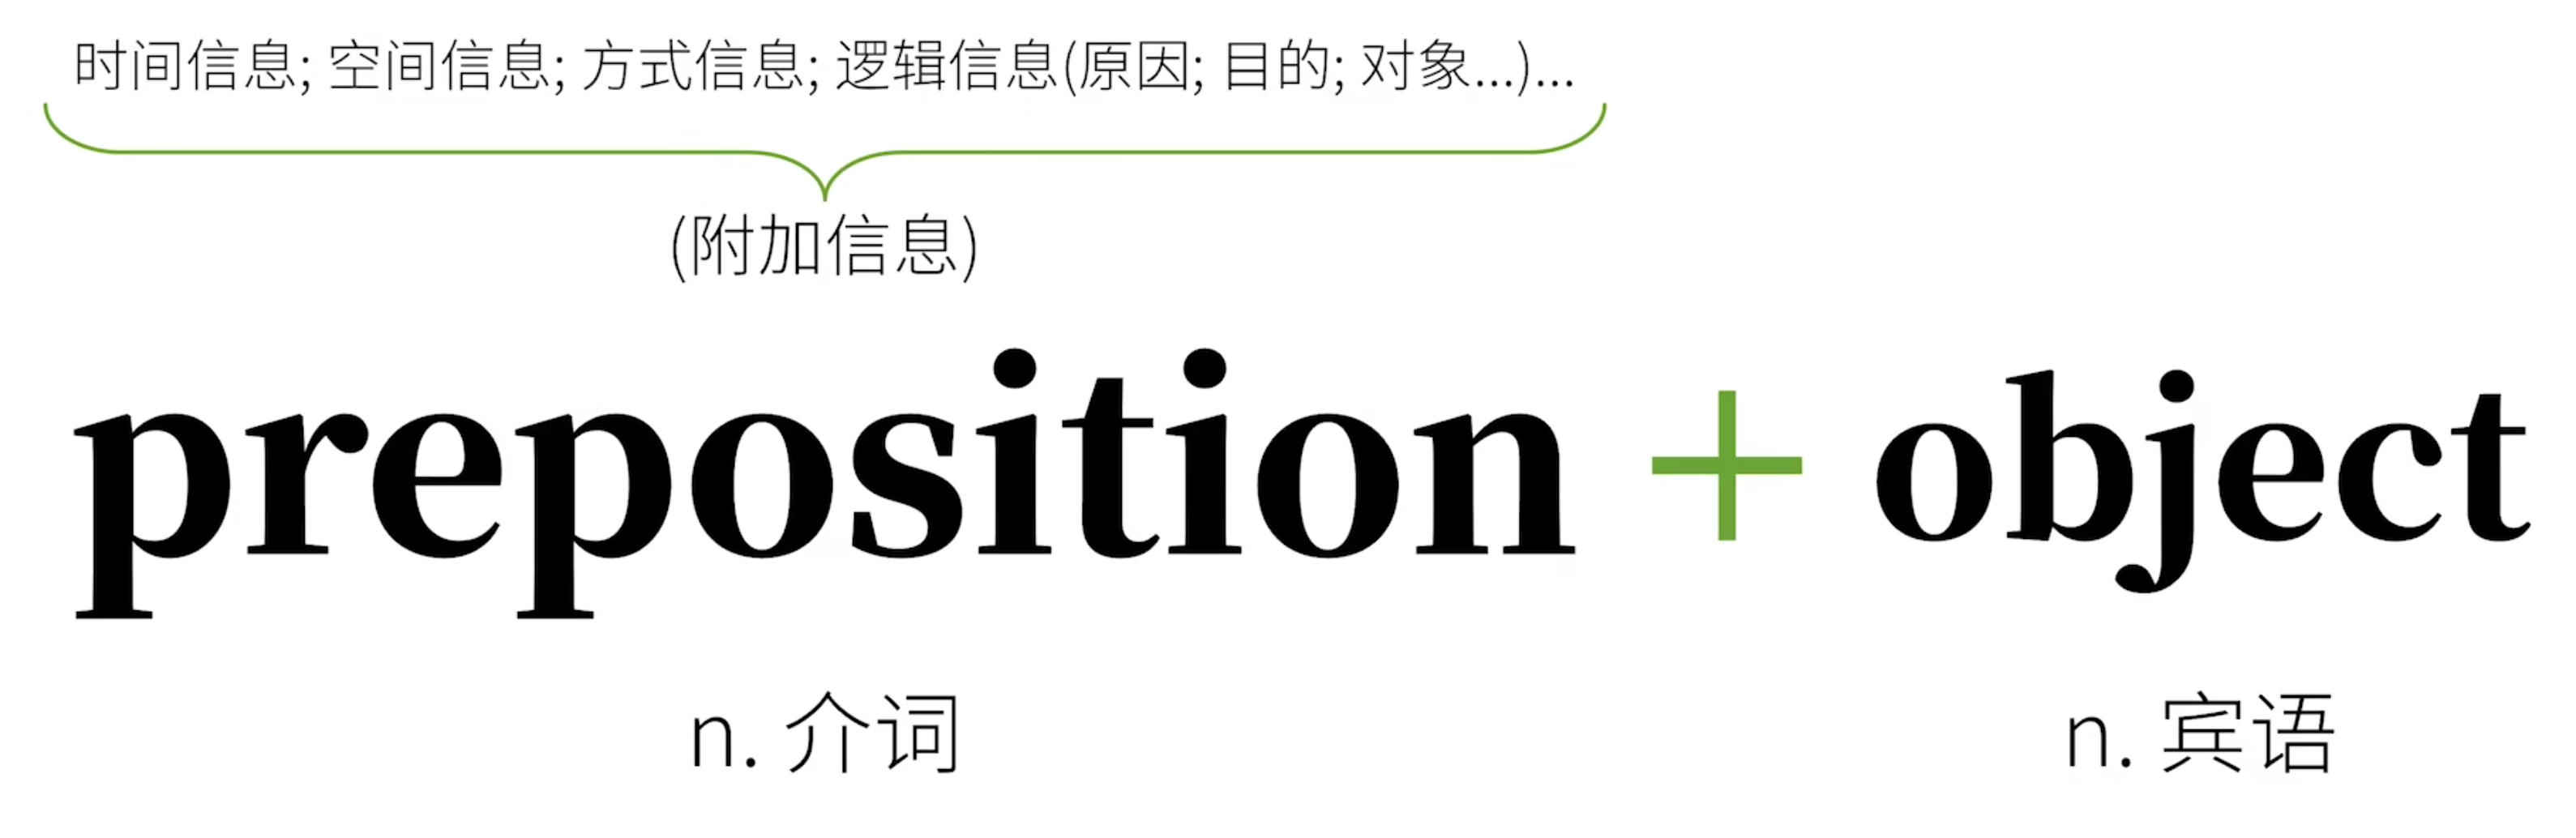 时间信息; 空间信息; 方式信息; 逻辑信息(原因; 目的; 对象...)...
(附加信息)
preposition + object
n. 介词 n. 宾语